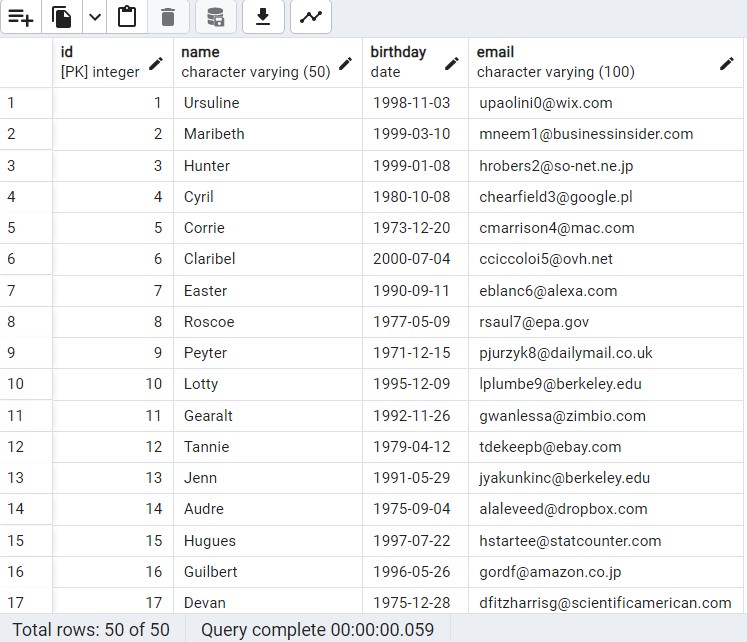 id name birthday email
[PK] integer character varying (50) date character varying (100)
1 1 Ursuline 1998-11-03 upaolini0@wix.com
2 2 Maribeth 1999-03-10 mneem1@businessinsider.com
3 3 Hunter 1999-01-08 hrobers2@so-net.ne.jp
4 4 Cyril 1980-10-08 chearfield3@google.pl
5 5 Corrie 1973-12-20 cmarrison4@mac.com
6 6 Claribel 2000-07-04 cciccoloi5@ovh.net
7 7 Easter 1990-09-11 eblanc6@alexa.com
8 8 Roscoe 1977-05-09 rsaul7@epa.gov
9 9 Peyter 1971-12-15 pjurzyk8@dailymail.co.uk
10 10 Lotty 1995-12-09 lplumbe9@berkeley.edu
11 11 Gearalt 1992-11-26 gwanlessa@zimbio.com
12 12 Tannie 1979-04-12 tdekeepb@ebay.com
13 13 Jenn 1991-05-29 jyakunkinc@berkeley.edu
14 14 Audre 1975-09-04 alaleveed@dropbox.com
15 15 Hugues 1997-07-22 hstartee@statcounter.com
16 16 Guilbert 1996-05-26 gordf@amazon.co.jp
17 17 Devan 1975-12-28 dfitzharrisg@scientificamerican.com
Total rows: 50 of 50 Query complete 00:00:00.059